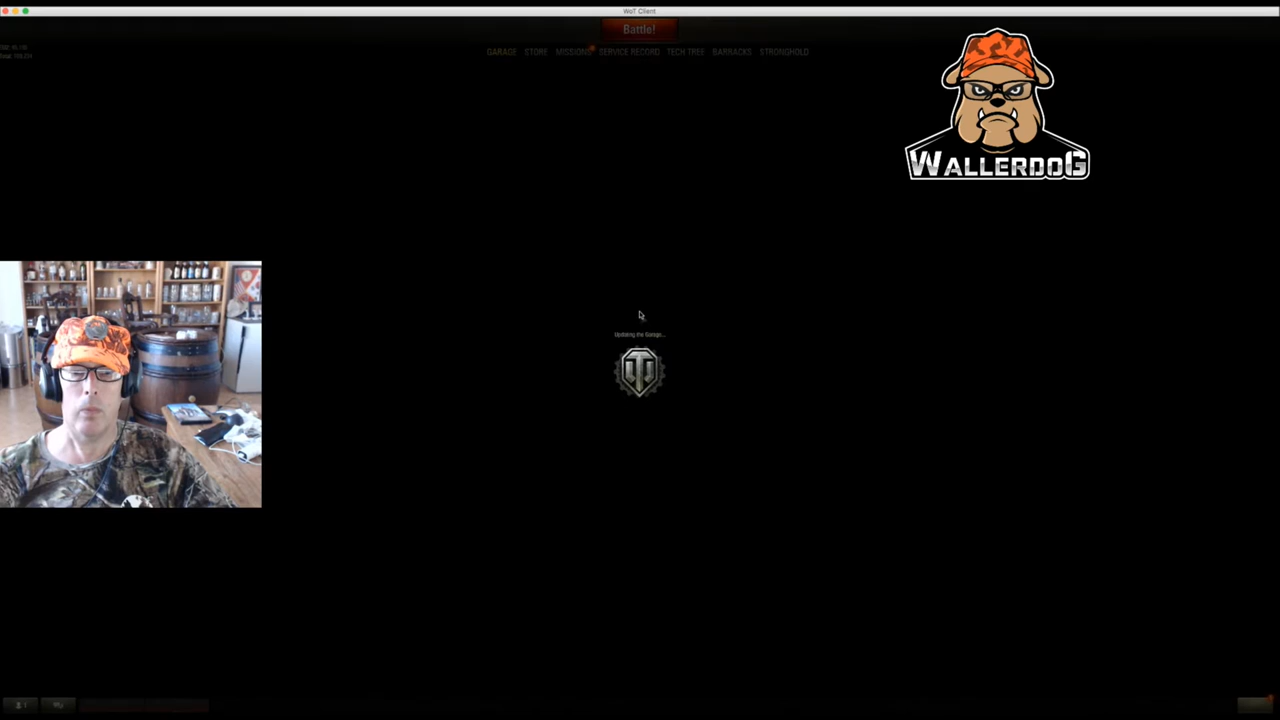 WoT Client
Battle!
GARAGE STORE MISSIONS SERVICE RECORD TECH TREE BARRACKS STRONGHOLD
WALLERDOG
Updating the Garage...